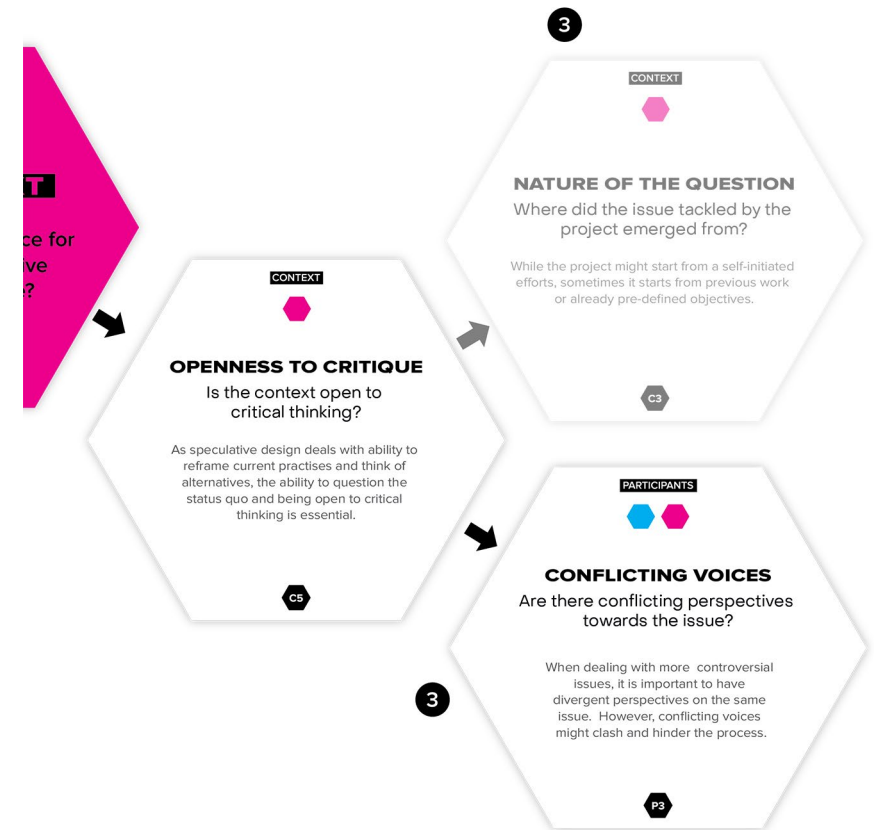 3
CONTEXT
NATURE OF THE QUESTION
Where did the issue tackled by the
project emerged from?
While the project might start from a self-initiated
efforts, sometimes it starts from previous work
or already pre-defined objectives.
C3
T
ce for
ive
e?
CONTEXT
OPENNESS TO CRITIQUE
Is the context open to
critical thinking?
As speculative design deals with ability to
reframe current practises and think of
alternatives, the ability to question the
status quo and being open to critical
thinking is essential.
C5
PARTICIPANTS
CONFLICTING VOICES
Are there conflicting perspectives
towards the issue?
When dealing with more  controversial
issues, it is important to have
divergent perspectives on the same
issue.  However, conflicting voices
might clash and hinder the process.
3
P3